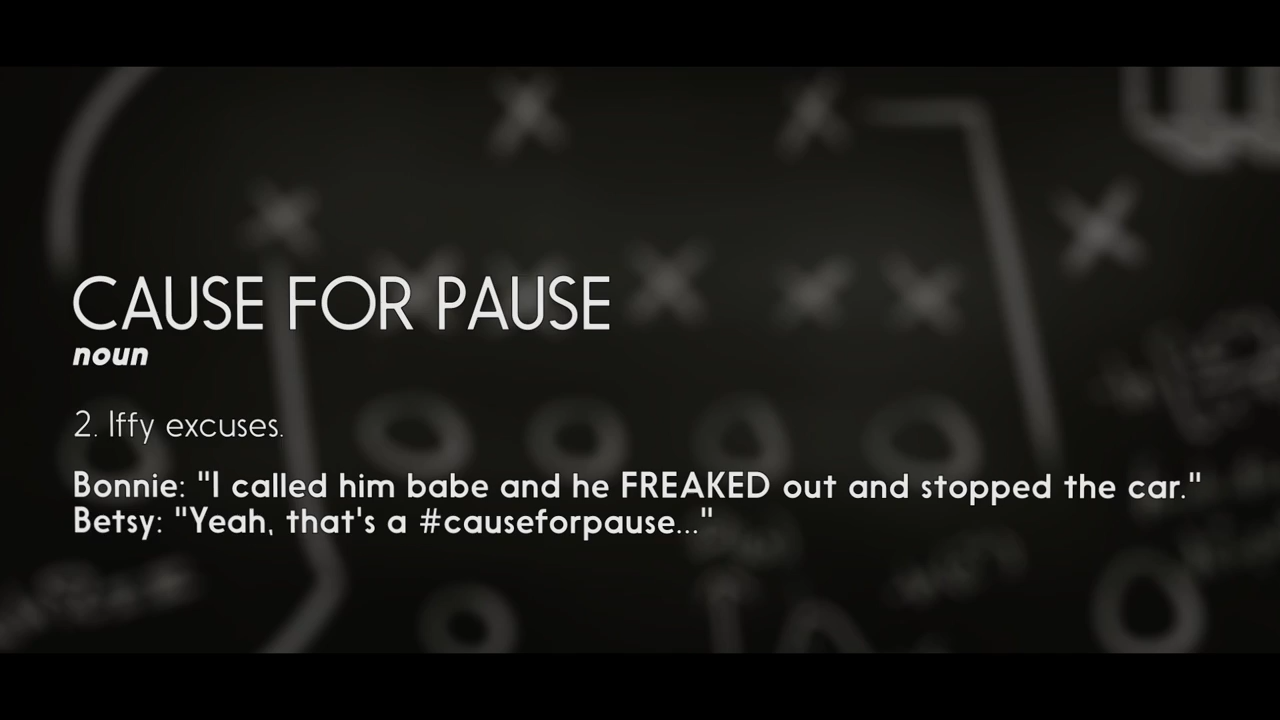 CAUSE FOR PAUSE
noun
2. Iffy excuses.
Bonnie: "I called him babe and he FREAKED out and stopped the car."
Betsy: "Yeah, that's a #causeforpause..."